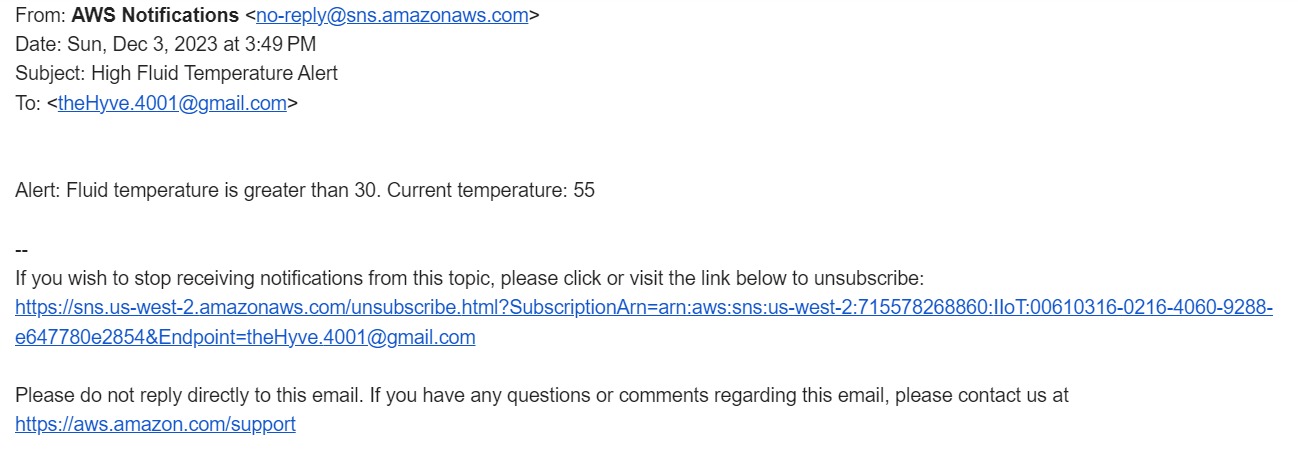 From: AWS Notifications <no-reply@sns.amazonaws.com>
Date: Sun, Dec 3, 2023 at 3:49 PM
Subject: High Fluid Temperature Alert
To: <theHyve.4001@gmail.com>
Alert: Fluid temperature is greater than 30. Current temperature: 55
--
If you wish to stop receiving notifications from this topic, please click or visit the link below to unsubscribe:
https://sns.us-west-2.amazonaws.com/unsubscribe.html?SubscriptionArn=arn:aws:sns:us-west-2:715578268860:IIoT:00610316-0216-4060-9288-
e647780e2854&Endpoint=theHyve.4001@gmail.com
Please do not reply directly to this email. If you have any questions or comments regarding this email, please contact us at
https://aws.amazon.com/support